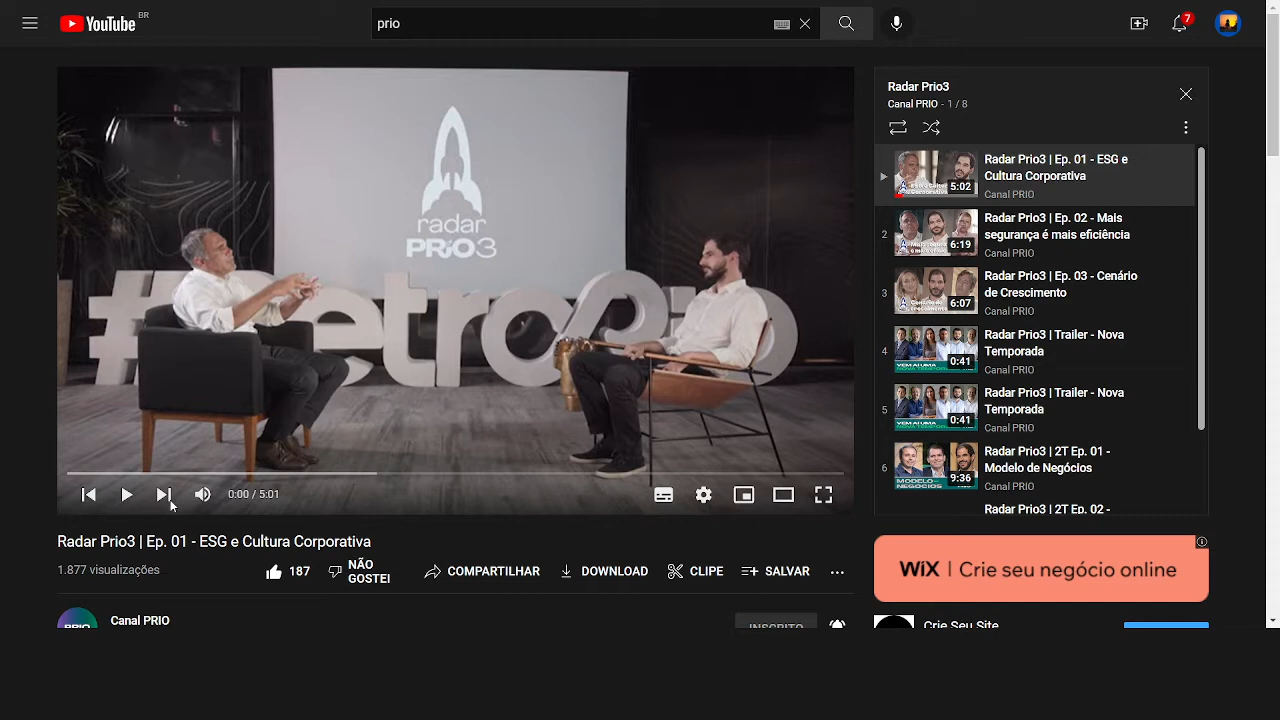 YouTube BR
prio
7
radar
PRIO3
#PetroRio
0:00 / 5:01
Radar Prio3 | Ep. 01 - ESG e Cultura Corporativa
1.877 visualizações
187
NÃO
GOSTEI
COMPARTILHAR
DOWNLOAD
CLIPE
SALVAR
Canal PRIO
INSCRITO
Radar Prio3
Canal PRIO - 1 / 8
5:02
Radar Prio3 | Ep. 01 - ESG e
Cultura Corporativa
Canal PRIO
2
6:19
Radar Prio3 | Ep. 02 - Mais
segurança é mais eficiência
Canal PRIO
3
6:07
Radar Prio3 | Ep. 03 - Cenário
de Crescimento
Canal PRIO
4
0:41
Radar Prio3 | Trailer - Nova
Temporada
Canal PRIO
5
0:41
Radar Prio3 | Trailer - Nova
Temporada
Canal PRIO
6
MODELO DE
NEGÓCIOS
9:36
Radar Prio3 | 2T Ep. 01 -
Modelo de Negócios
Canal PRIO
Radar Prio3 | 2T Ep. 02 -
WiX | Crie seu negócio online
Crie Seu Site